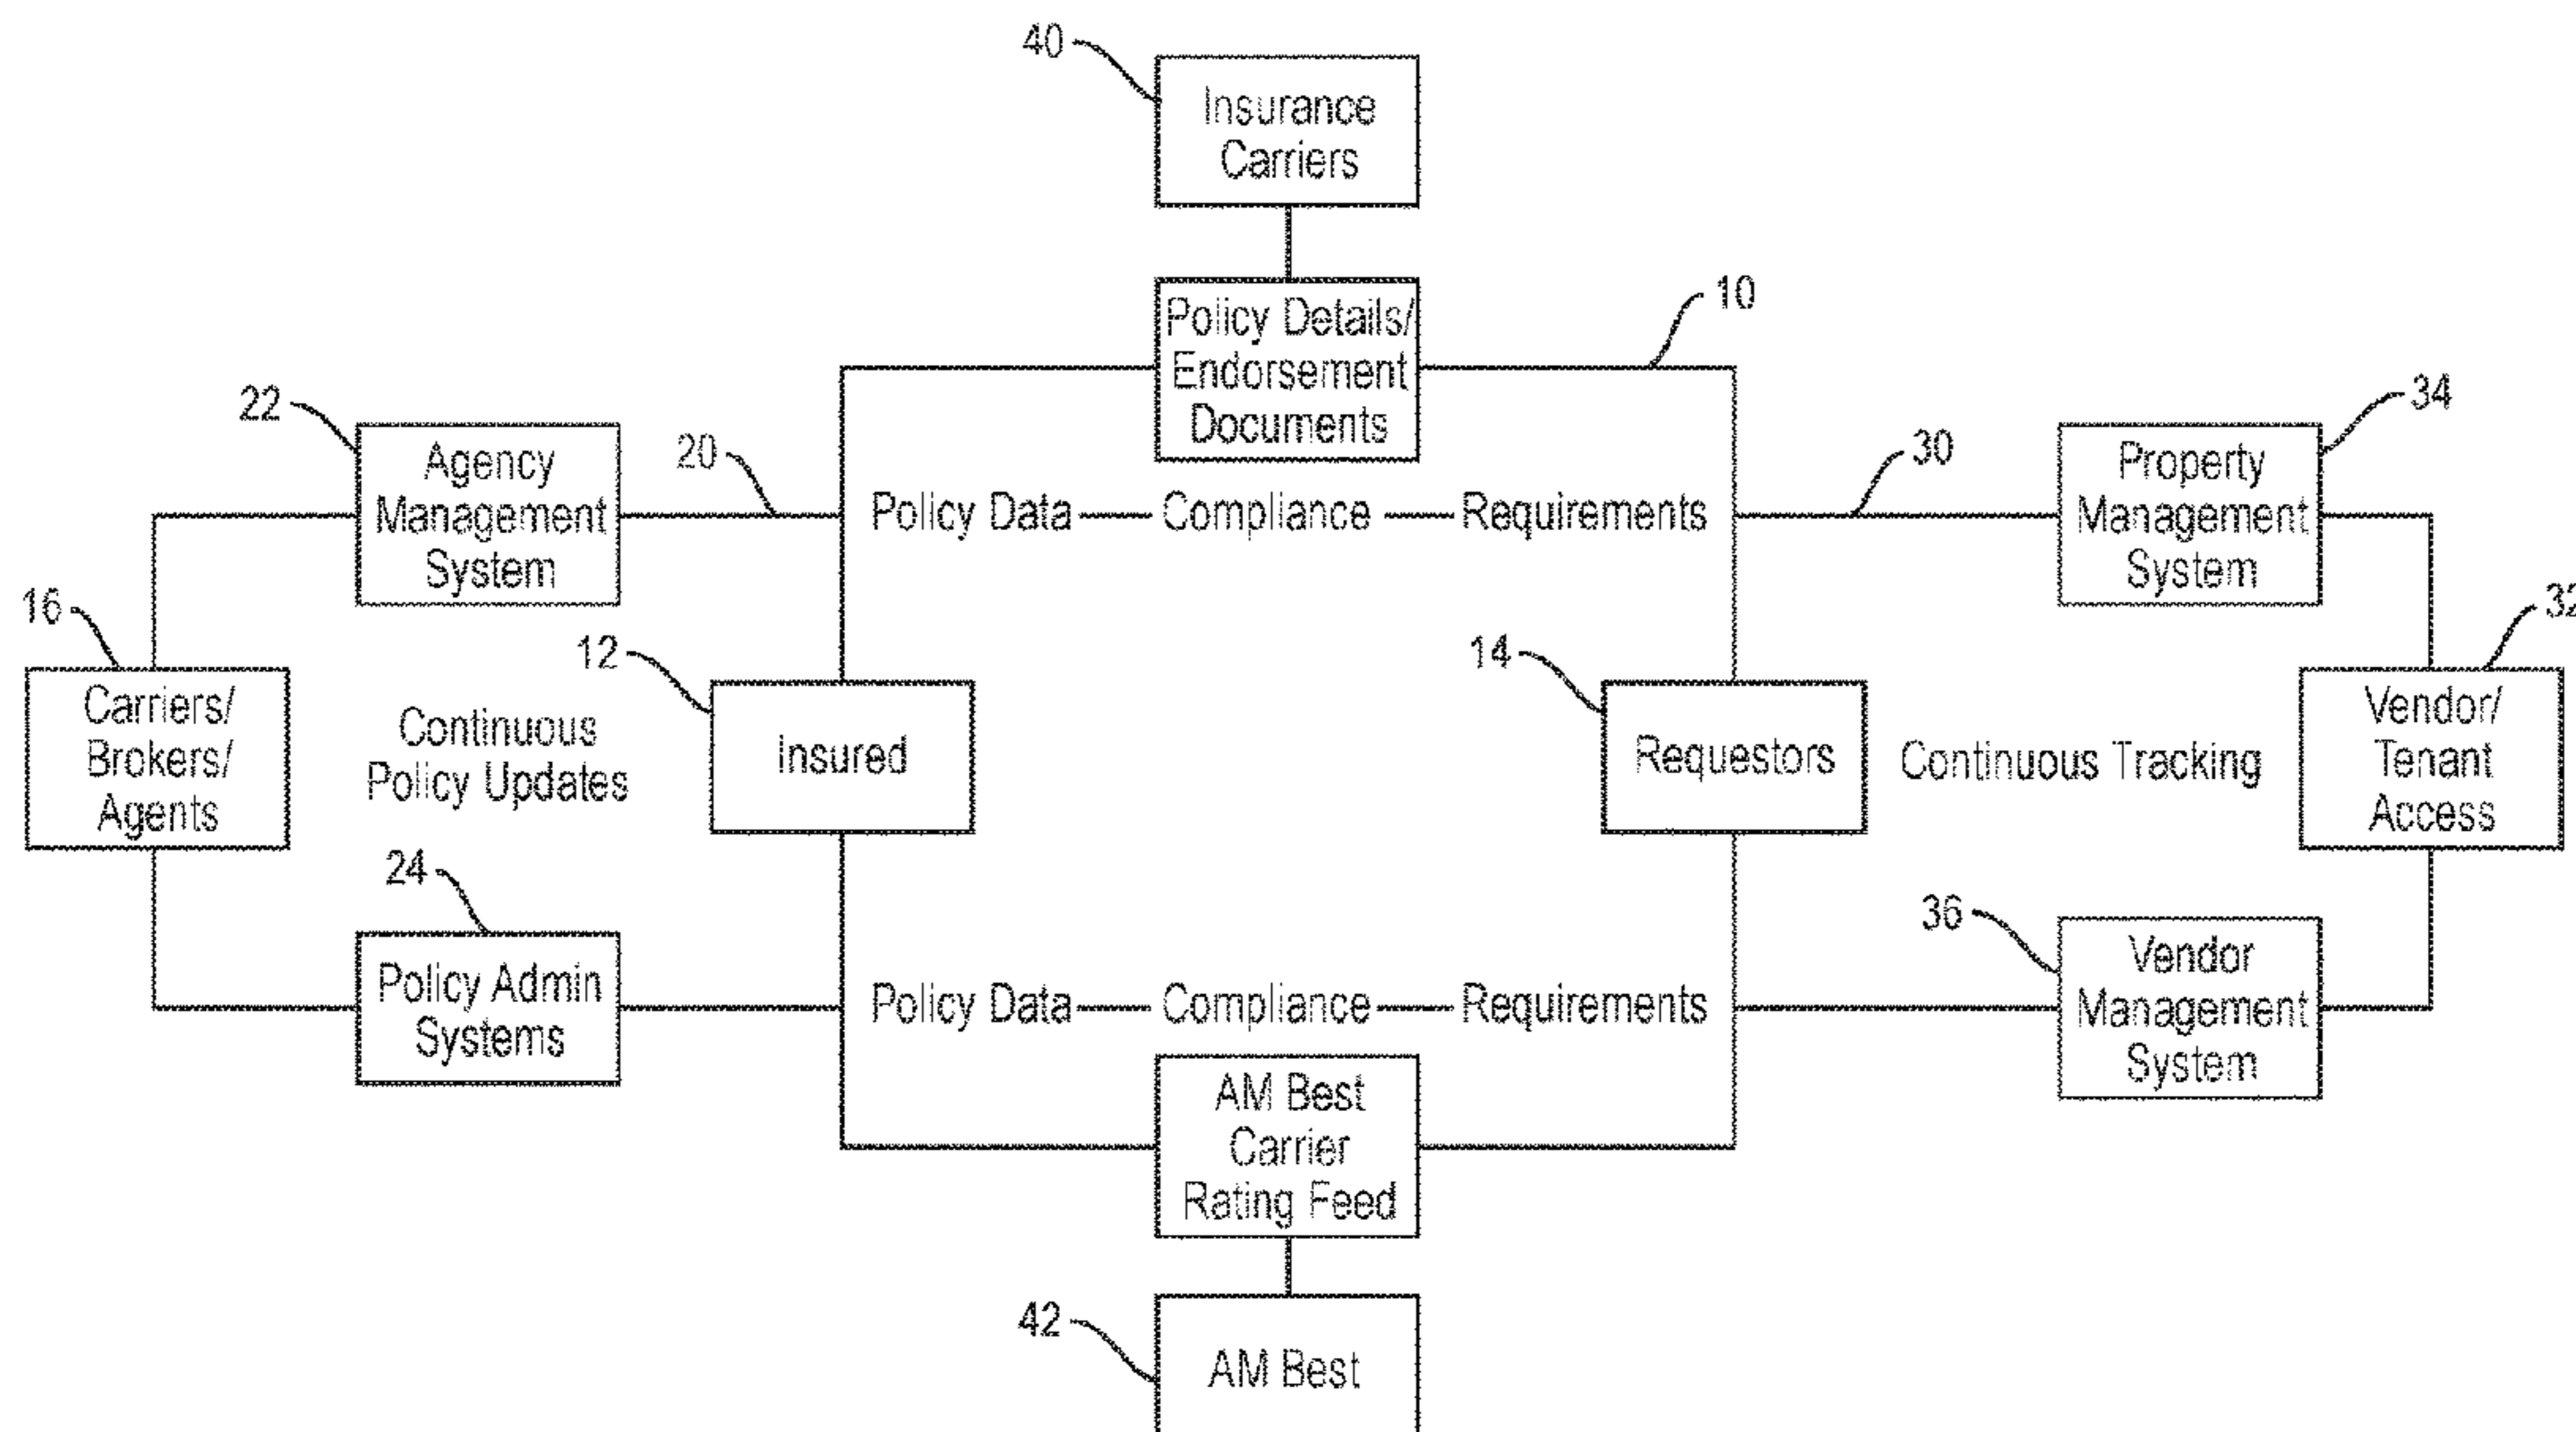 40
Insurance
Carriers
10
Policy Details/
Endorsement
Documents
22
Agency
Management
System
20
Policy Data — Compliance — Requirements
30
34
Property
Management
System
16
Carriers/
Brokers/
Agents
Continuous
Policy Updates
12
insured
14
Requestors
Continuous Tracking
32
Vendor/
Tenant
Access
24
Policy Admin
Systems
Policy Data — Compliance — Requirements
36
Vendor
Management
System
AM Best
Carrier
Rating Feed
42
AM Best